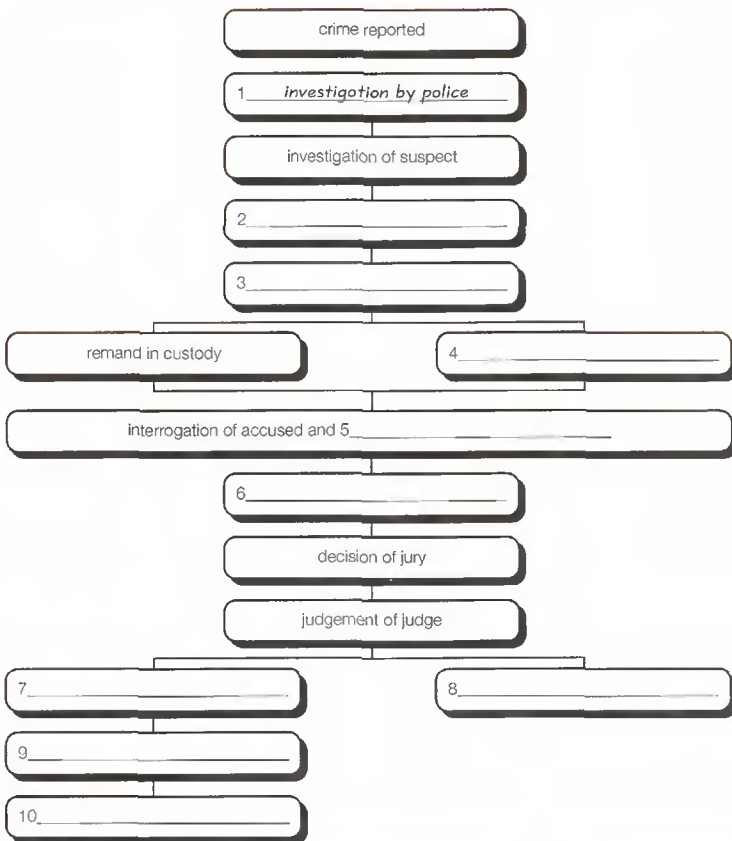 crime reported
1 investigation by police
investigation of suspect
2
3
remand in custody
4
interrogation of accused and 5
6
decision of jury
judgement of judge
7
8
9
10